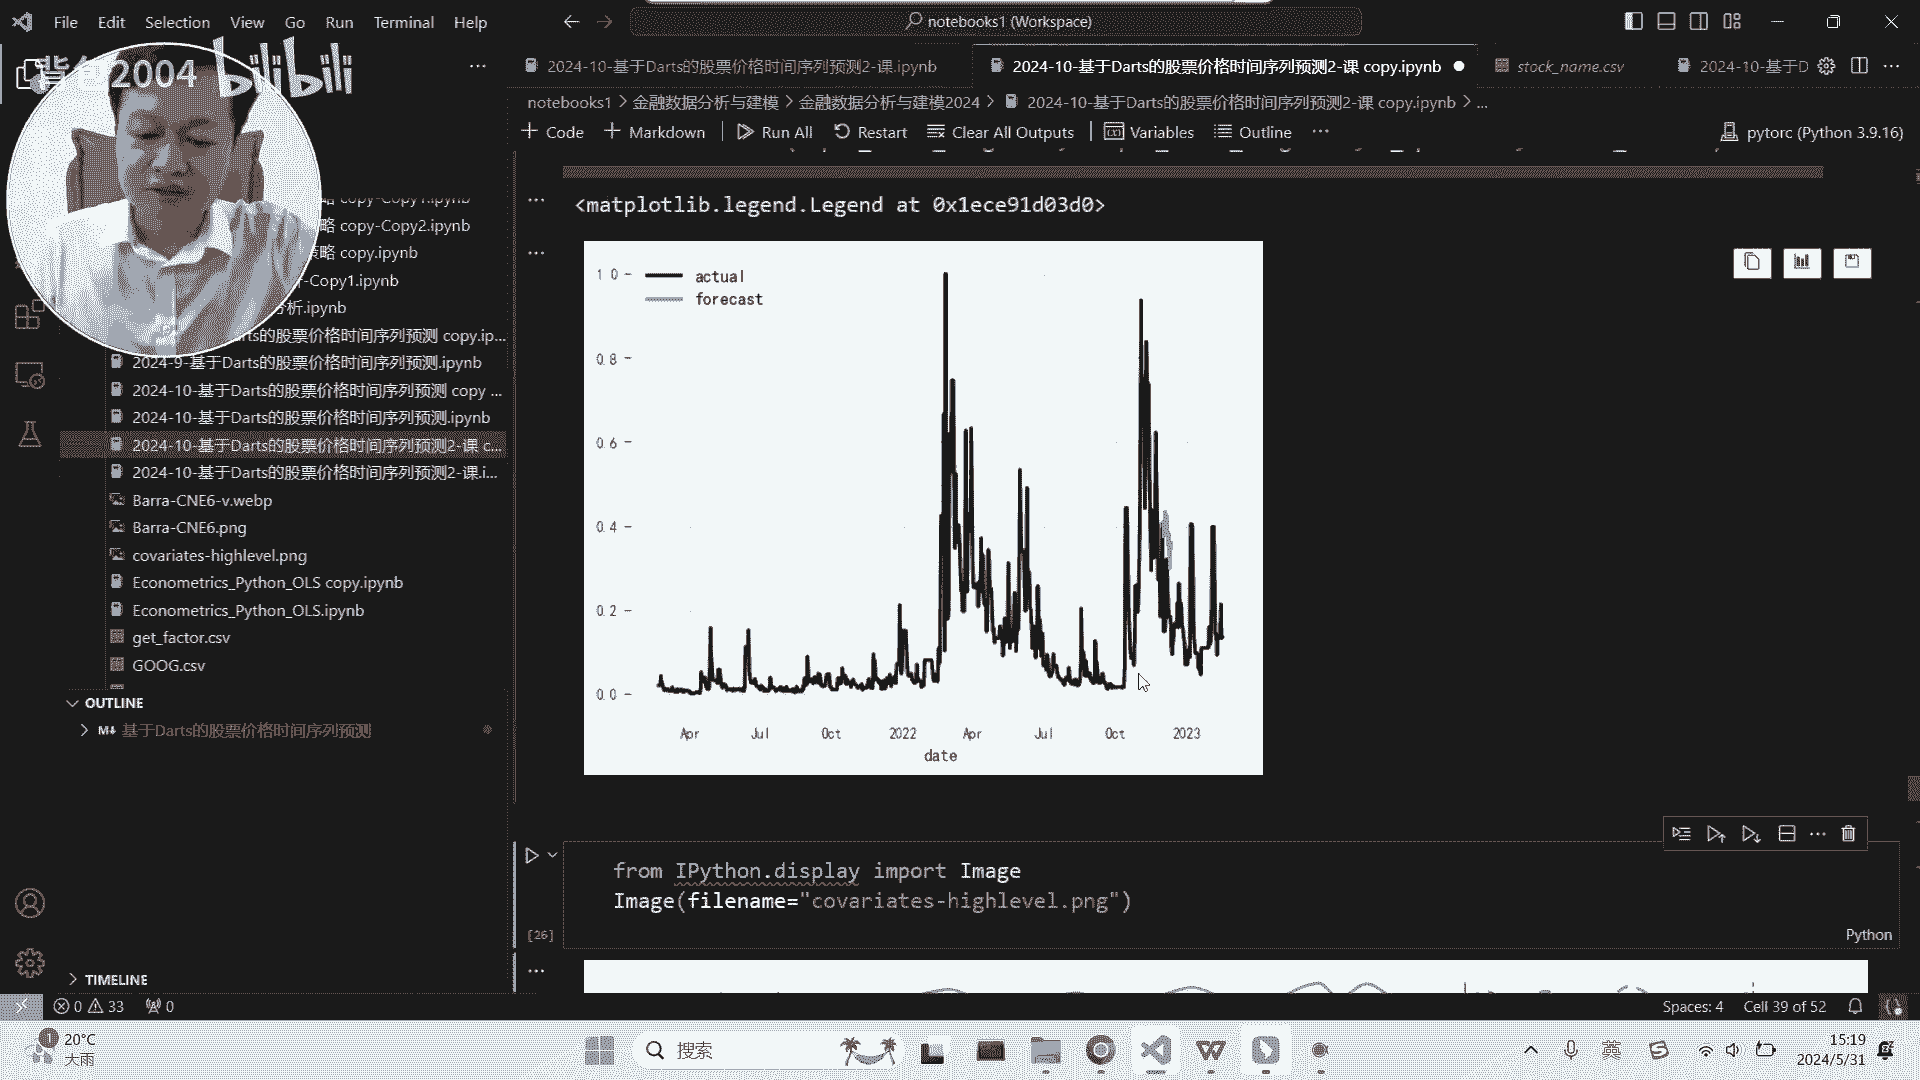 File Edit Selection View Go Run Terminal Help
notebooks1 (Workspace)
2004 bilibili
2024-10-基于Darts的股票价格时间序列预测2-课.ipynb
2024-10-基于Darts的股票价格时间序列预测2-课 copy.ipynb
stock_name.csv
2024-10-基于D
notebooks1 > 金融数据分析与建模 > 金融数据分析与建模2024 > 2024-10-基于Darts的股票价格时间序列预测2-课 copy.ipynb > ...
+ Code + Markdown Run All Restart Clear All Outputs Variables Outline ...
pytorc (Python 3.9.16)
略 copy-Copy2.ipynb
略 copy.ipynb
-Copy1.ipynb
分析.ipynb
rts的股票价格时间序列预测 copy.ip...
2024-9-基于Darts的股票价格时间序列预测.ipynb
2024-10-基于Darts的股票价格时间序列预测 copy ...
2024-10-基于Darts的股票价格时间序列预测.ipynb
2024-10-基于Darts的股票价格时间序列预测2-课 c...
2024-10-基于Darts的股票价格时间序列预测2-课.i...
Barra-CNE6-v.webp
Barra-CNE6.png
covariates-highlevel.png
Econometrics_Python_OLS copy.ipynb
Econometrics_Python_OLS.ipynb
get_factor.csv
GOOG.csv
OUTLINE
M↓ 基于Darts的股票价格时间序列预测
TIMELINE
<matplotlib.legend.Legend at 0x1ece91d03d0>
actual
forecast
1.0
0.8
0.6
0.4
0.2
0.0
Apr Jul Oct 2022 Apr Jul Oct 2023
date
from IPython.display import Image
Image(filename="covariates-highlevel.png")
[26]
Python
0 33 0
Spaces: 4 Cell 39 of 52
1
20°C
大雨
搜索
英
15:19
2024/5/31